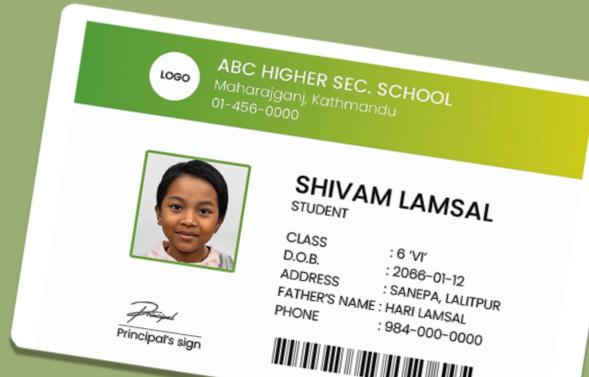 LOGO
ABC HIGHER SEC. SCHOOL
Maharajganj, Kathmandu
01-456-0000
SHIVAM LAMSAL
STUDENT
CLASS : 6 'VI'
D.O.B. : 2066-01-12
ADDRESS : SANEPA, LALITPUR
FATHER'S NAME : HARI LAMSAL
PHONE : 984-000-0000
Principal
Principal's sign